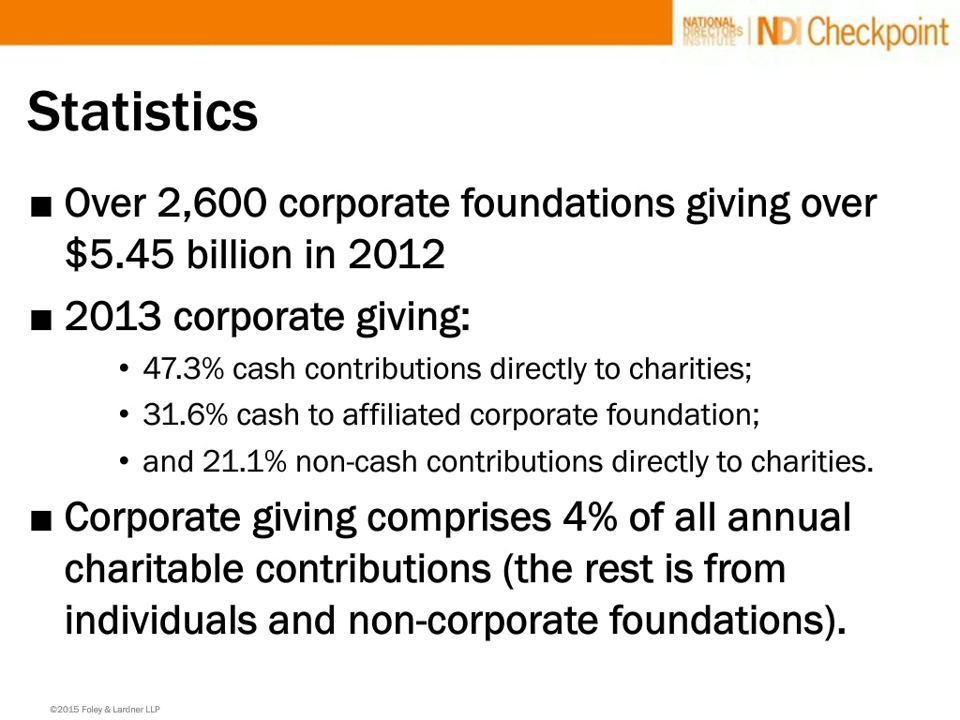 NATIONAL
DIRECTORS
INSTITUTE
NDI Checkpoint
Statistics
■ Over 2,600 corporate foundations giving over
$5.45 billion in 2012
■ 2013 corporate giving:
• 47.3% cash contributions directly to charities;
• 31.6% cash to affiliated corporate foundation;
• and 21.1% non-cash contributions directly to charities.
■ Corporate giving comprises 4% of all annual
charitable contributions (the rest is from
individuals and non-corporate foundations).
©2015 Foley & Lardner LLP